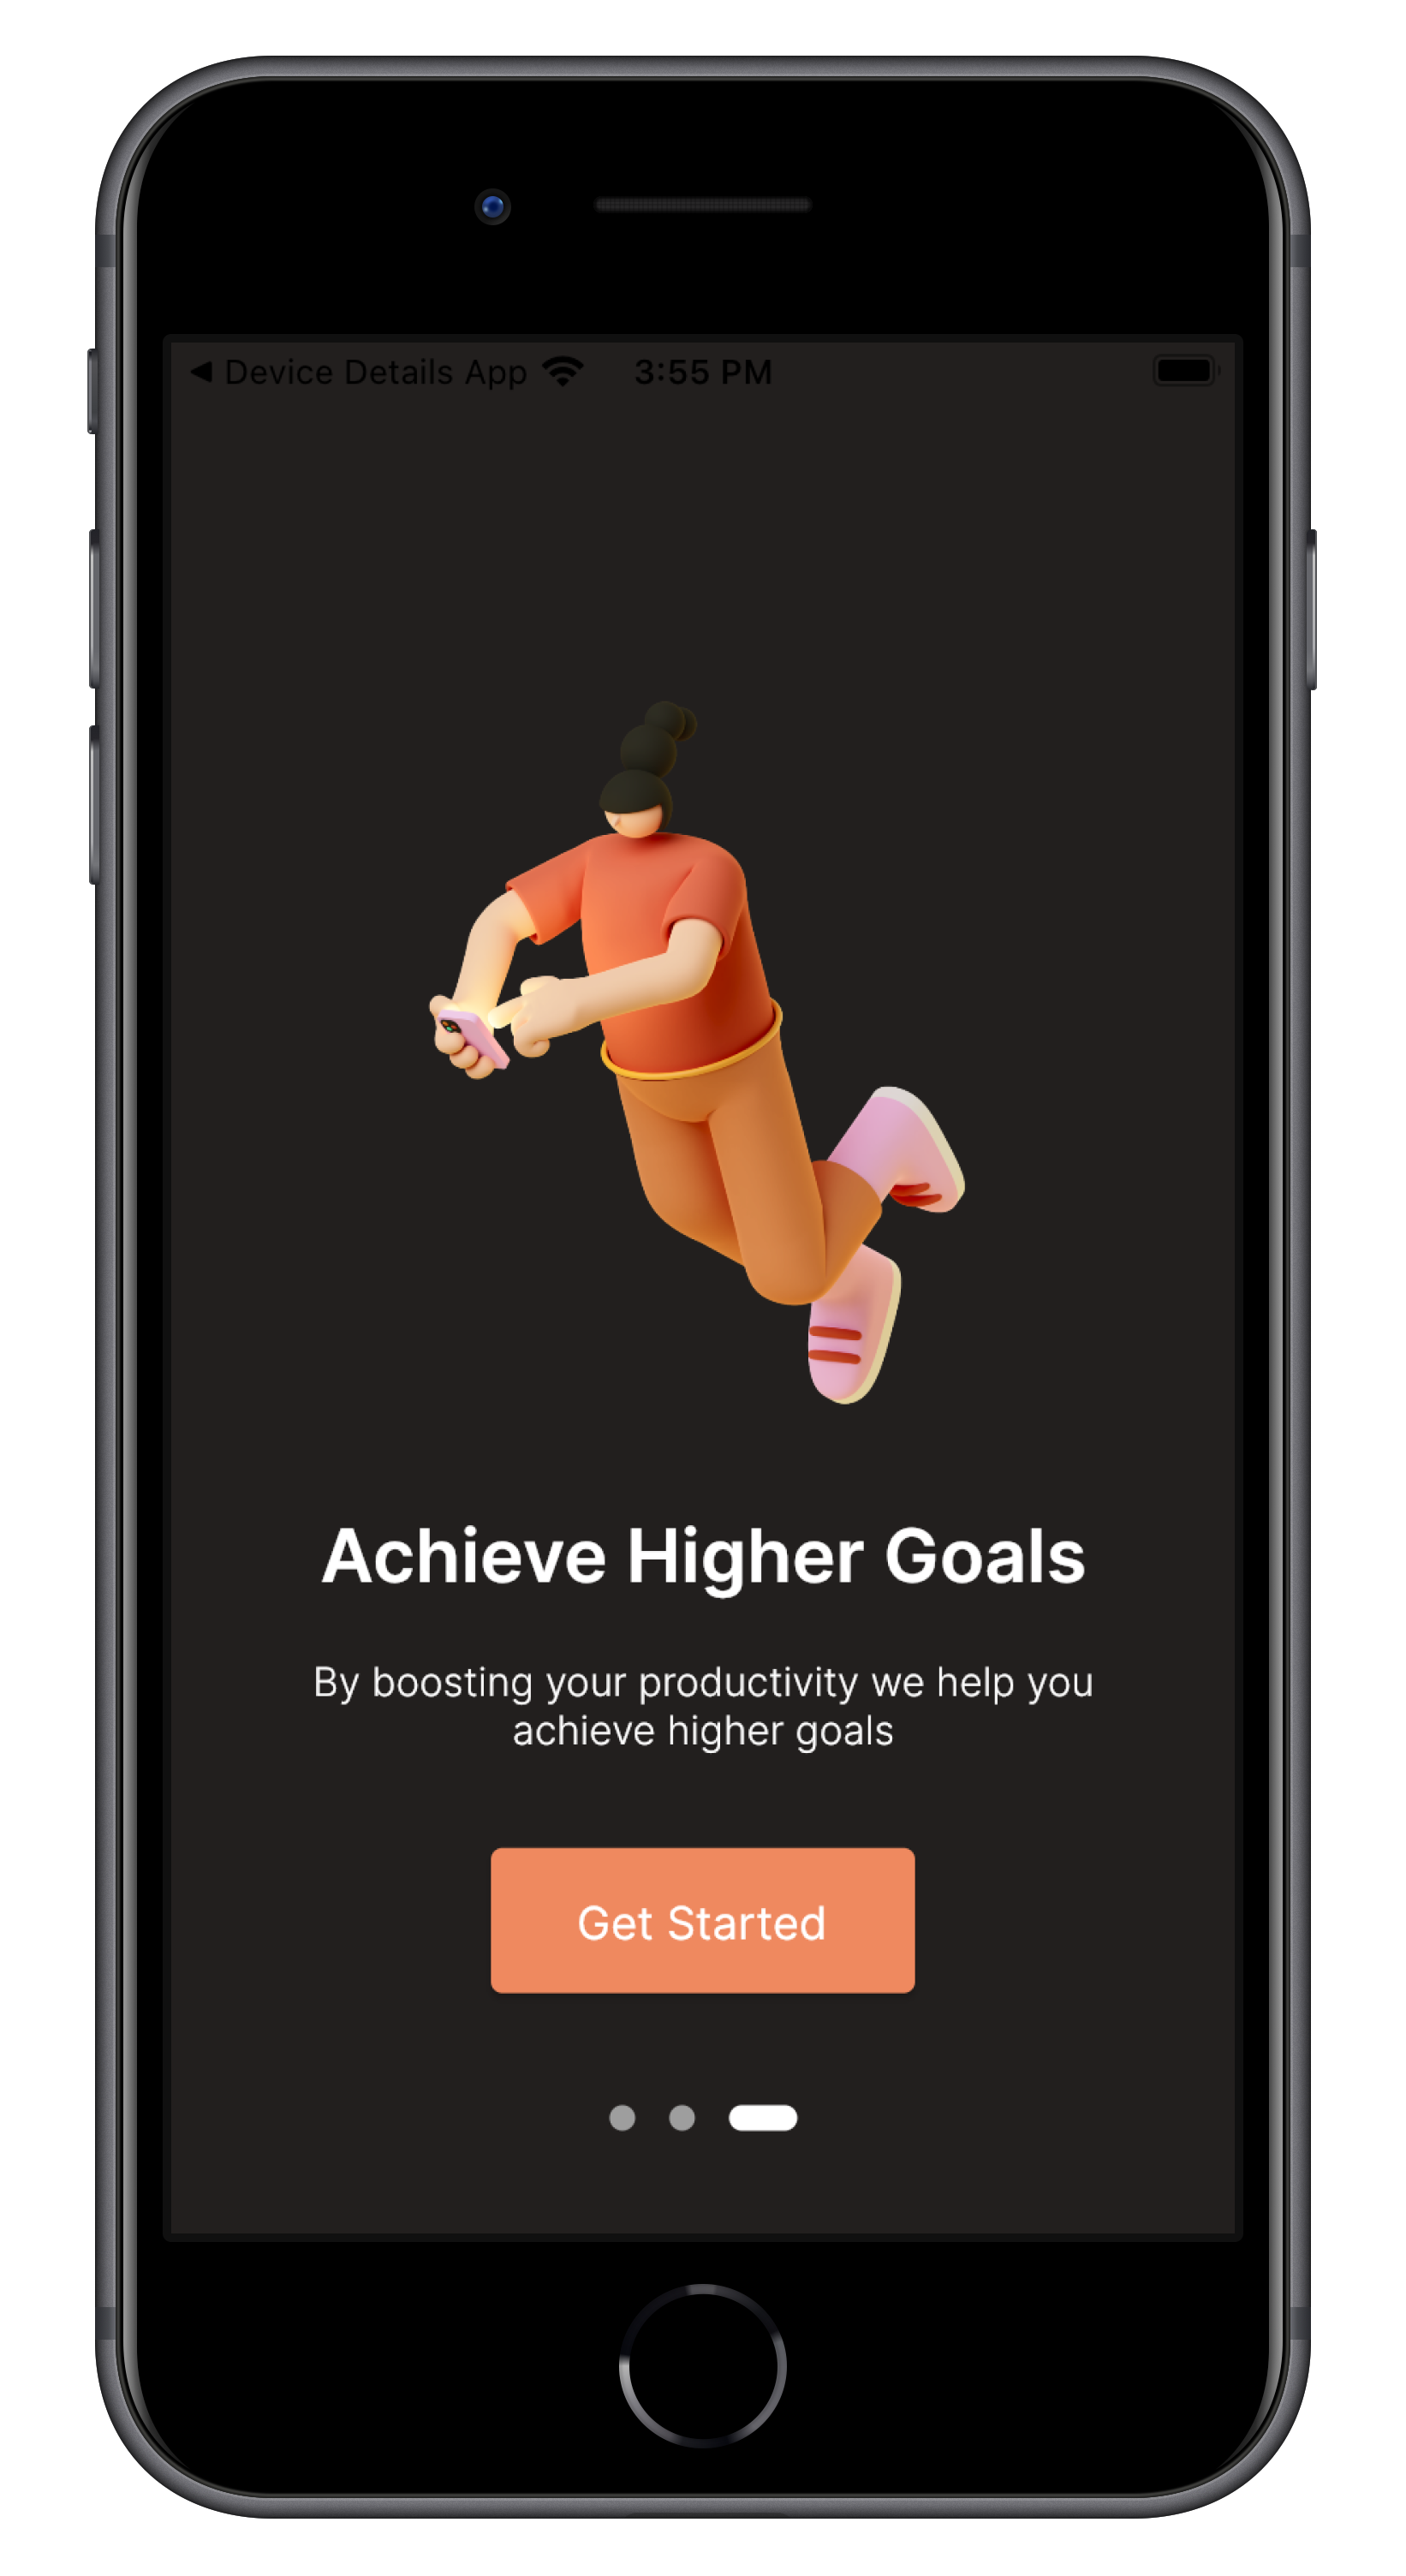 Device Details App 3:55 PM
Achieve Higher Goals
By boosting your productivity we help you
achieve higher goals
Get Started